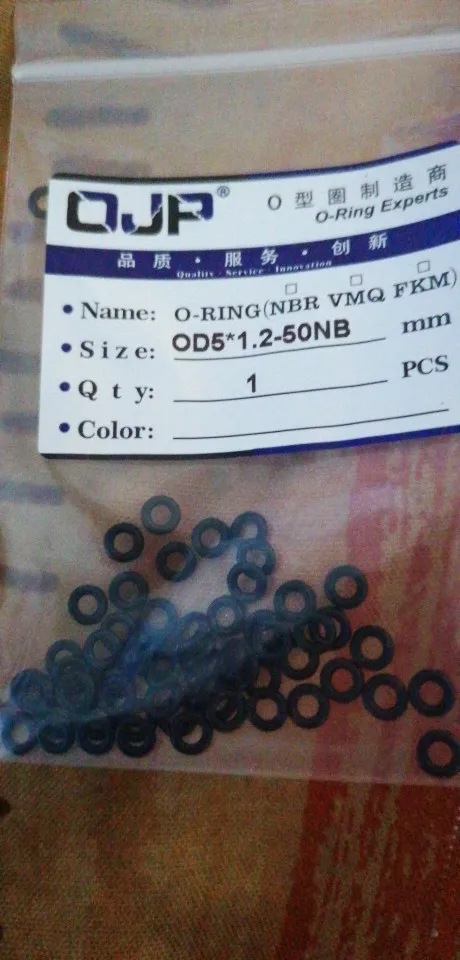 OJP®
O 型 圈 制 造 商
O-Ring Experts
品 质 · 服 务 · 创 新
Quality · Service · Innovation
• Name: O-RING(NBR VMQ FKM)
• Size: OD5*1.2-50NB mm
• Q t y: 1 PCS
• Color: